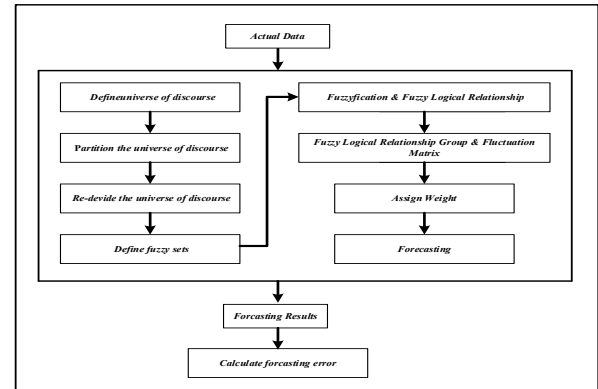 Actual Data
Defineuniverse of discourse
Partition the universe of discourse
Re-devide the universe of discourse
Define fuzzy sets
Fuzzyfication & Fuzzy Logical Relationship
Fuzzy Logical Relationship Group & Fluctuation
Matrix
Assign Weight
Forecasting
Forcasting Results
Calculate forcasting error